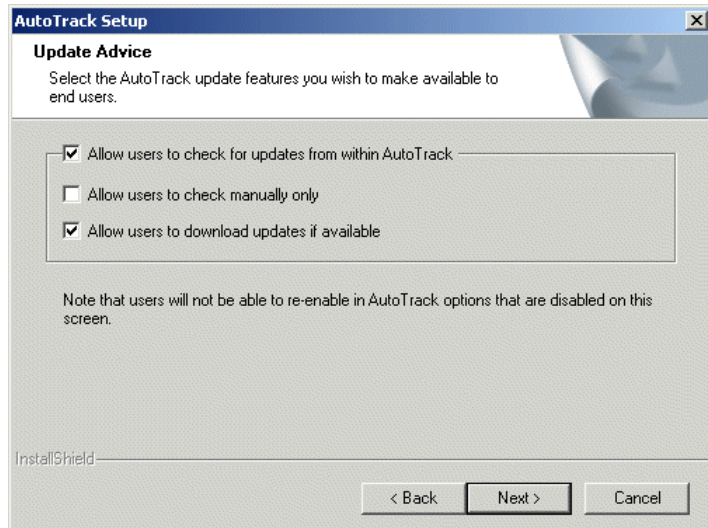 AutoTrack Setup
Update Advice
Select the AutoTrack update features you wish to make available to
end users.
Allow users to check for updates from within AutoTrack
Allow users to check manually only
Allow users to download updates if available
Note that users will not be able to re-enable in AutoTrack options that are disabled on this
screen.
InstallShield
< Back Next > Cancel